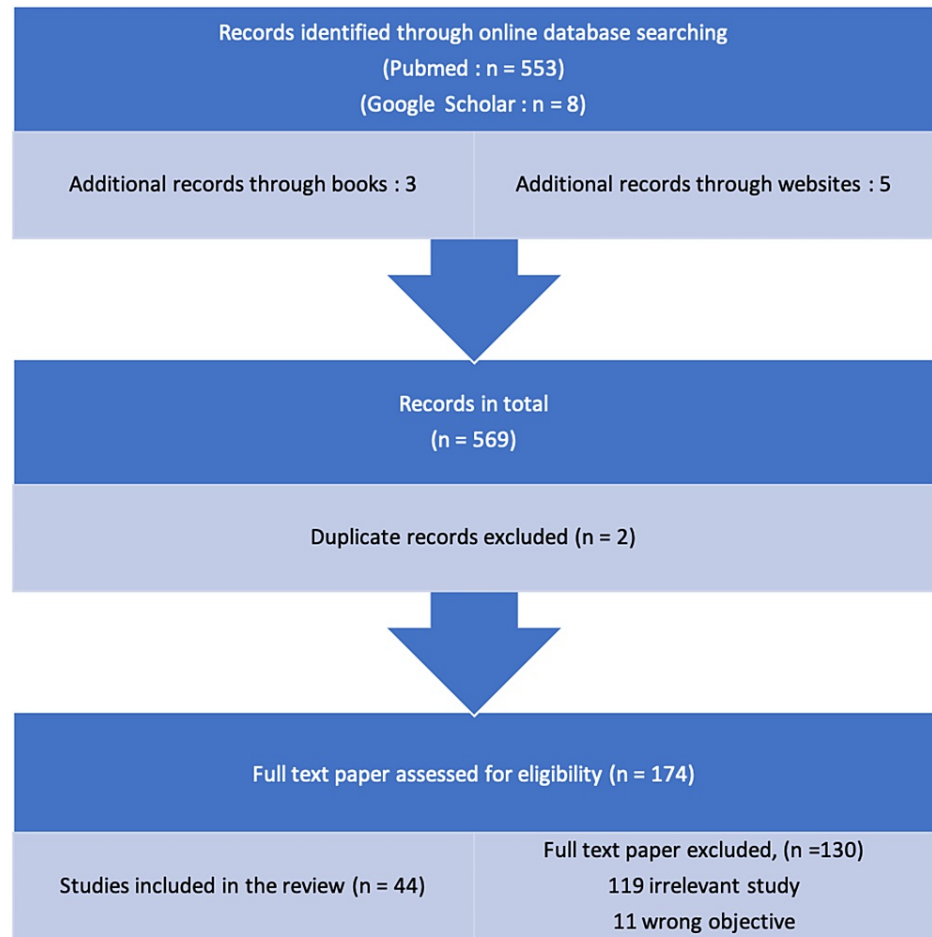 Records identified through online database searching
(Pubmed : n = 553)
(Google Scholar : n = 8)
Additional records through books : 3
Additional records through websites : 5
Records in total
(n = 569)
Duplicate records excluded (n = 2)
Full text paper assessed for eligibility (n = 174)
Studies included in the review (n = 44)
Full text paper excluded, (n =130)
119 irrelevant study
11 wrong objective